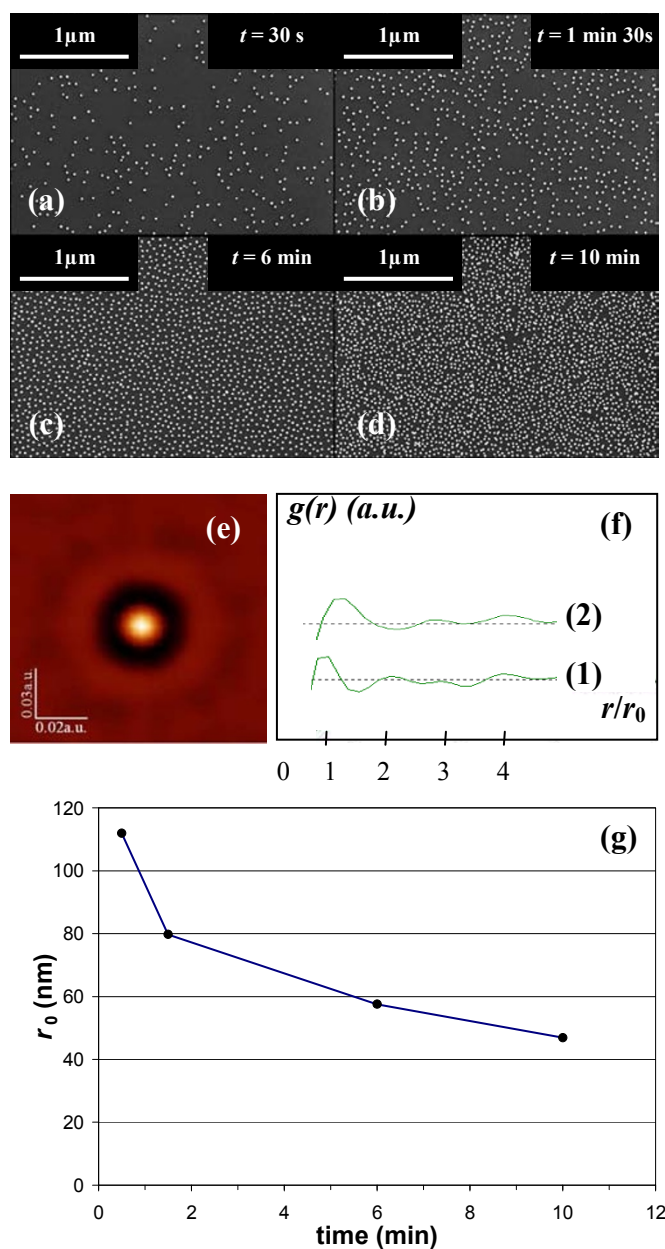 1µm
t = 30 s
1µm
t = 1 min 30s
(a)
(b)
1µm
t = 6 min
1µm
t = 10 min
(c)
(d)
(e)
0.03a.u.
0.02a.u.
g(r) (a.u.)
(f)
(2)
(1)
r/r0
0 1 2 3 4
(g)
120
100
80
60
40
20
0
r0 (nm)
0 2 4 6 8 10 12
time (min)